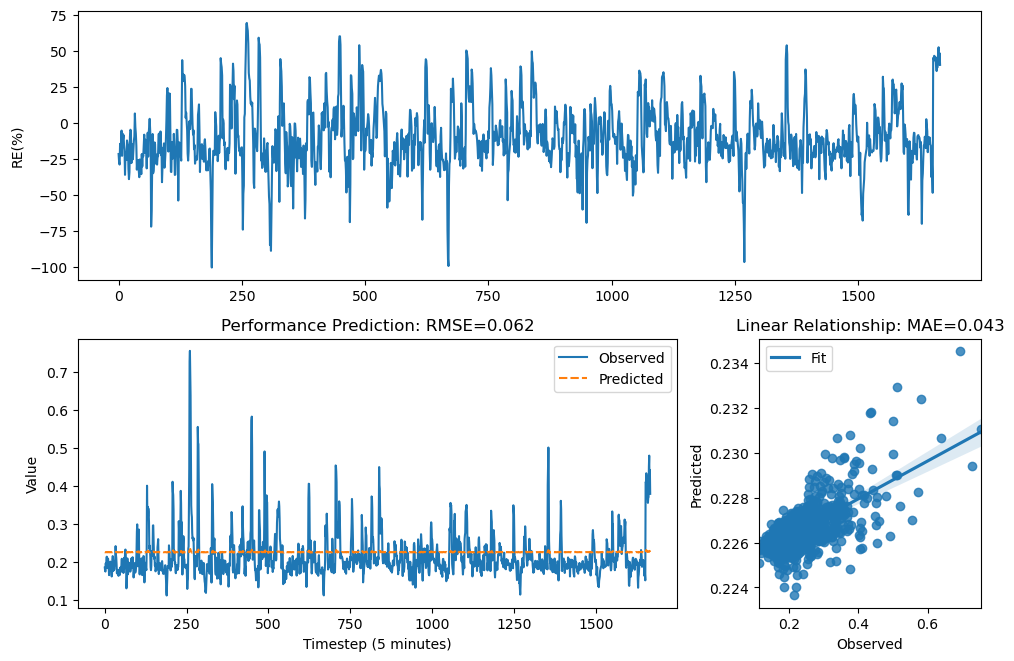 75
50
25
0
−25
−50
−75
−100
RE(%)
0 250 500 750 1000 1250 1500
Performance Prediction: RMSE=0.062
Observed
Predicted
0.7
0.6
0.5
0.4
0.3
0.2
0.1
Value
0 250 500 750 1000 1250 1500
Timestep (5 minutes)
Linear Relationship: MAE=0.043
Fit
0.234
0.232
0.230
0.228
0.226
0.224
Predicted
0.2 0.4 0.6
Observed